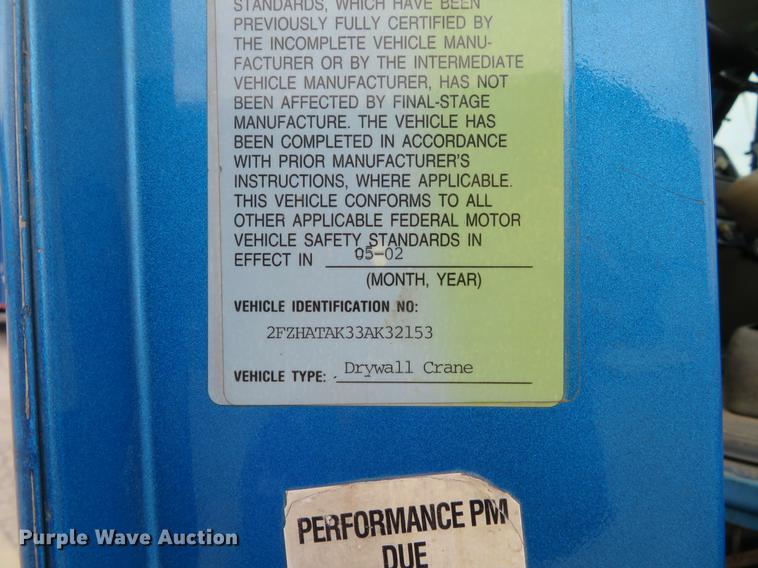 STANDARDS, WHICH HAVE BEEN
PREVIOUSLY FULLY CERTIFIED BY
THE INCOMPLETE VEHICLE MANU-
FACTURER OR BY THE INTERMEDIATE
VEHICLE MANUFACTURER, HAS NOT
BEEN AFFECTED BY FINAL-STAGE
MANUFACTURE. THE VEHICLE HAS
BEEN COMPLETED IN ACCORDANCE
WITH PRIOR MANUFACTURER'S
INSTRUCTIONS, WHERE APPLICABLE.
THIS VEHICLE CONFORMS TO ALL
OTHER APPLICABLE FEDERAL MOTOR
VEHICLE SAFETY STANDARDS IN
EFFECT IN 05-02
(MONTH, YEAR)
VEHICLE IDENTIFICATION NO:
2FZHATAK33AK32153
VEHICLE TYPE: Drywall Crane
PERFORMANCE PM
DUE
Purple Wave Auction